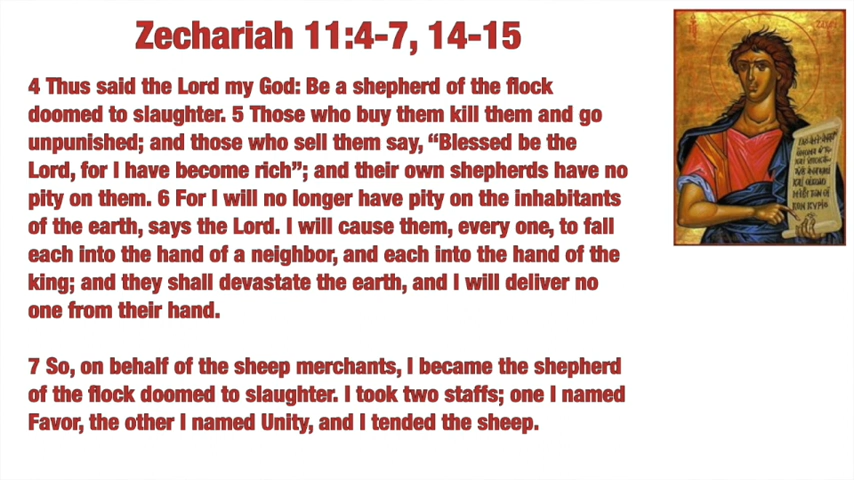 Zechariah 11:4-7, 14-15
4 Thus said the Lord my God: Be a shepherd of the flock
doomed to slaughter. 5 Those who buy them kill them and go
unpunished; and those who sell them say, “Blessed be the
Lord, for I have become rich”; and their own shepherds have no
pity on them. 6 For I will no longer have pity on the inhabitants
of the earth, says the Lord. I will cause them, every one, to fall
each into the hand of a neighbor, and each into the hand of the
king; and they shall devastate the earth, and I will deliver no
one from their hand.
7 So, on behalf of the sheep merchants, I became the shepherd
of the flock doomed to slaughter. I took two staffs; one I named
Favor, the other I named Unity, and I tended the sheep.